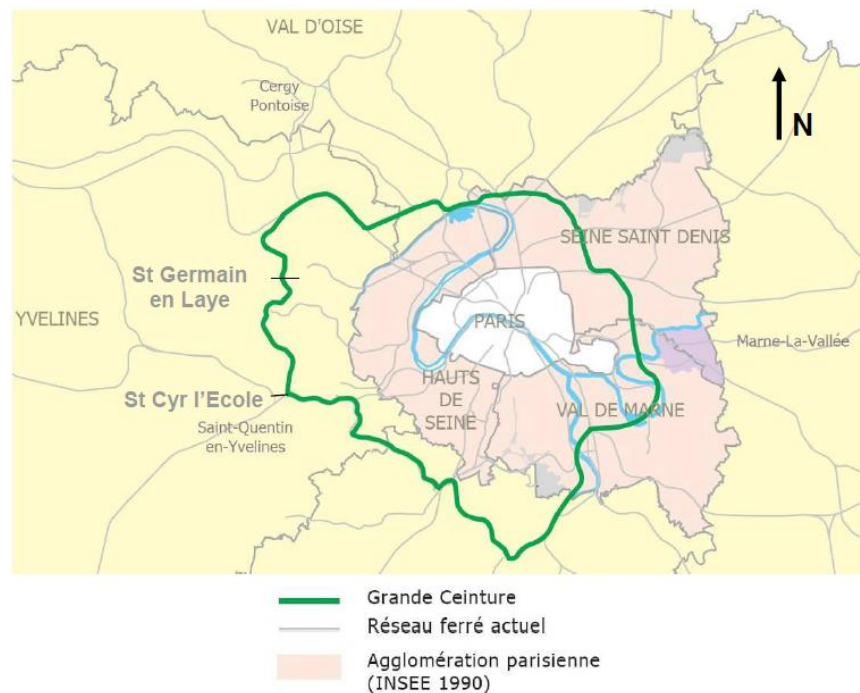 VAL D'OISE
Cergy
Pontoise
N
SEINE SAINT DENIS
St Germain
en Laye
YVELINES
PARIS
Marne-La-Vallée
HAUTS
DE
SEINE
St Cyr l'Ecole
VAL DE MARNE
Saint-Quentin
en-Yvelines
Grande Ceinture
Réseau ferré actuel
Agglomération parisienne
(INSEE 1990)